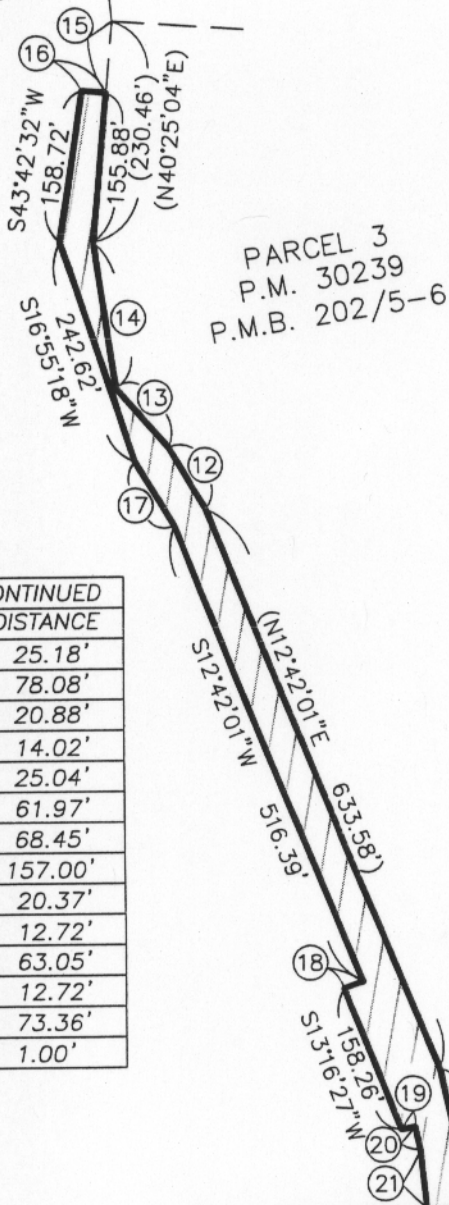 15
16
S43°42'32"W
158.72'
155.88'
(230.46')
(N40°25'04"E)
PARCEL 3
P.M. 30239
P.M.B. 202/5-6
14
242.62'
S16°55'18"W
13
12
17
ONTINUED
DISTANCE
25.18'
78.08'
20.88'
14.02'
25.04'
61.97'
68.45'
157.00'
20.37'
12.72'
63.05'
12.72'
73.36'
1.00'
(N12°42'01"E
633.58')
S12°42'01"W
516.39'
18
158.26'
S13°16'27"W
19
20
21